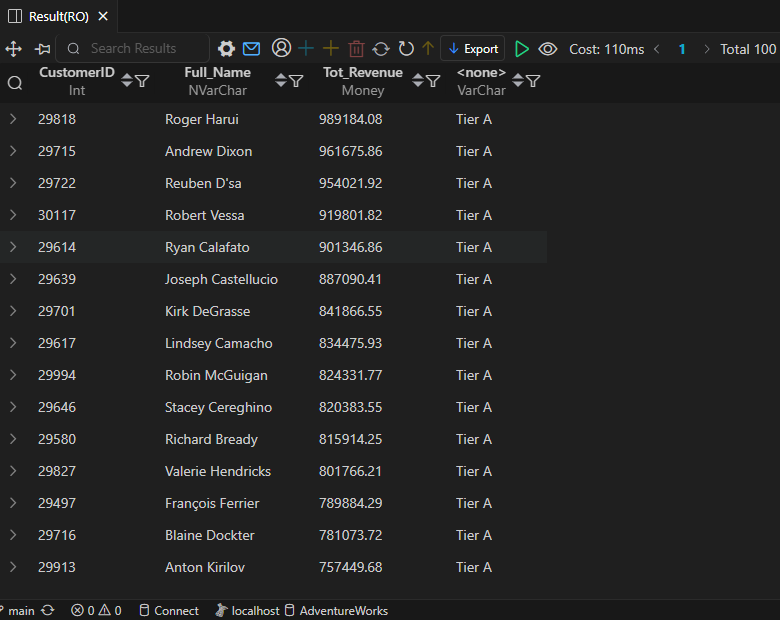 Result(RO)
Search Results Export Cost: 110ms 1 Total 100
CustomerID Full_Name Tot_Revenue <none>
Int NVarChar Money VarChar
29818 Roger Harui 989184.08 Tier A
29715 Andrew Dixon 961675.86 Tier A
29722 Reuben D'sa 954021.92 Tier A
30117 Robert Vessa 919801.82 Tier A
29614 Ryan Calafato 901346.86 Tier A
29639 Joseph Castellucio 887090.41 Tier A
29701 Kirk DeGrasse 841866.55 Tier A
29617 Lindsey Camacho 834475.93 Tier A
29994 Robin McGuigan 824331.77 Tier A
29646 Stacey Cereghino 820383.55 Tier A
29580 Richard Bready 815914.25 Tier A
29827 Valerie Hendricks 801766.21 Tier A
29497 François Ferrier 789884.29 Tier A
29716 Blaine Dockter 781073.72 Tier A
29913 Anton Kirilov 757449.68 Tier A
main 0 0 Connect localhost AdventureWorks